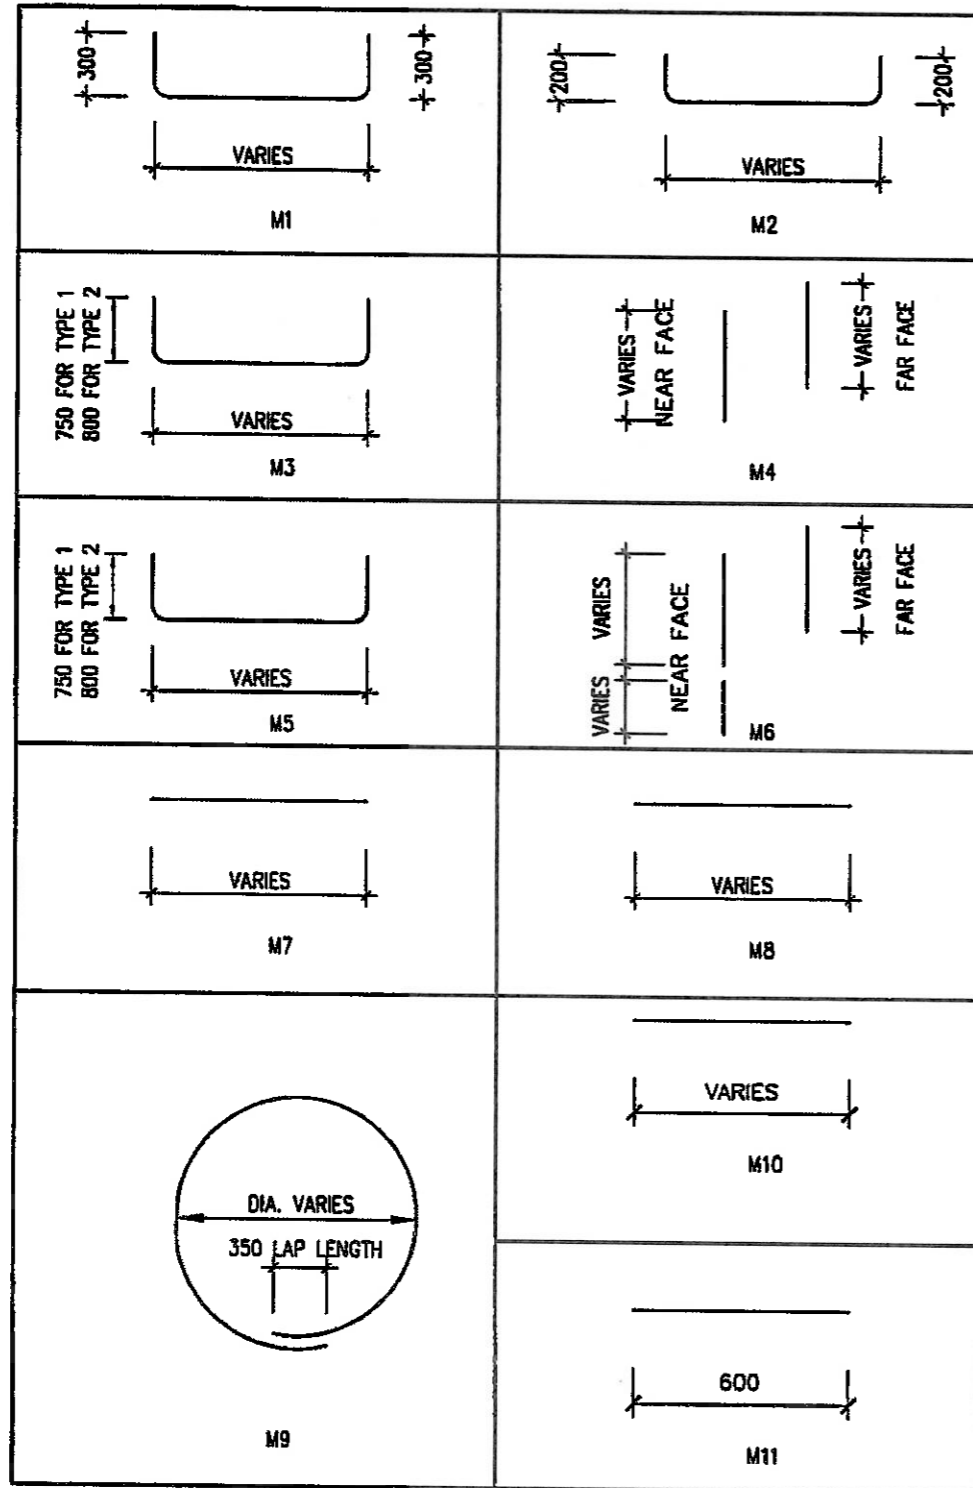 300
300
VARIES
M1
200
200
VARIES
M2
750 FOR TYPE 1
800 FOR TYPE 2
VARIES
M3
VARIES
NEAR FACE
VARIES
FAR FACE
M4
750 FOR TYPE 1
800 FOR TYPE 2
VARIES
M5
VARIES
VARIES
NEAR FACE
VARIES
FAR FACE
M6
VARIES
M7
VARIES
M8
DIA. VARIES
350 LAP LENGTH
M9
VARIES
M10
600
M11